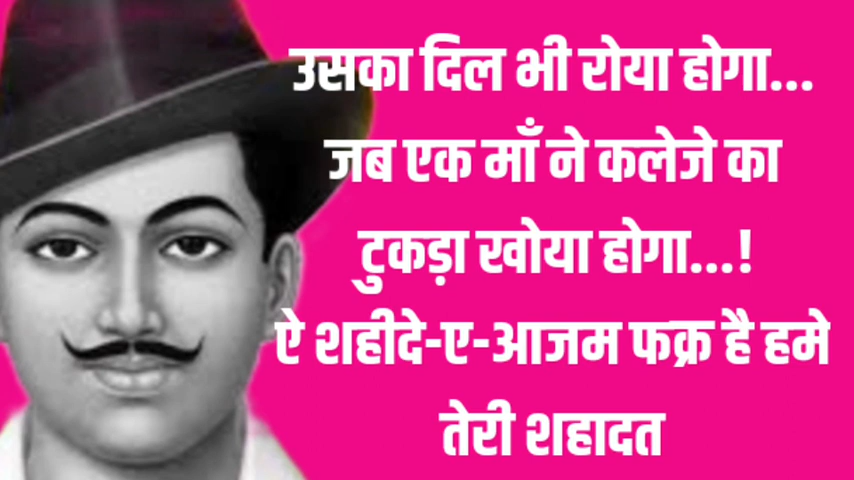 उसका दिल भी रोया होगा...
जब एक माँ ने कलेजे का
टुकड़ा खोया होगा...!
ऐ शहीदे-ए-आजम फक्र है हमे
तेरी शहादत